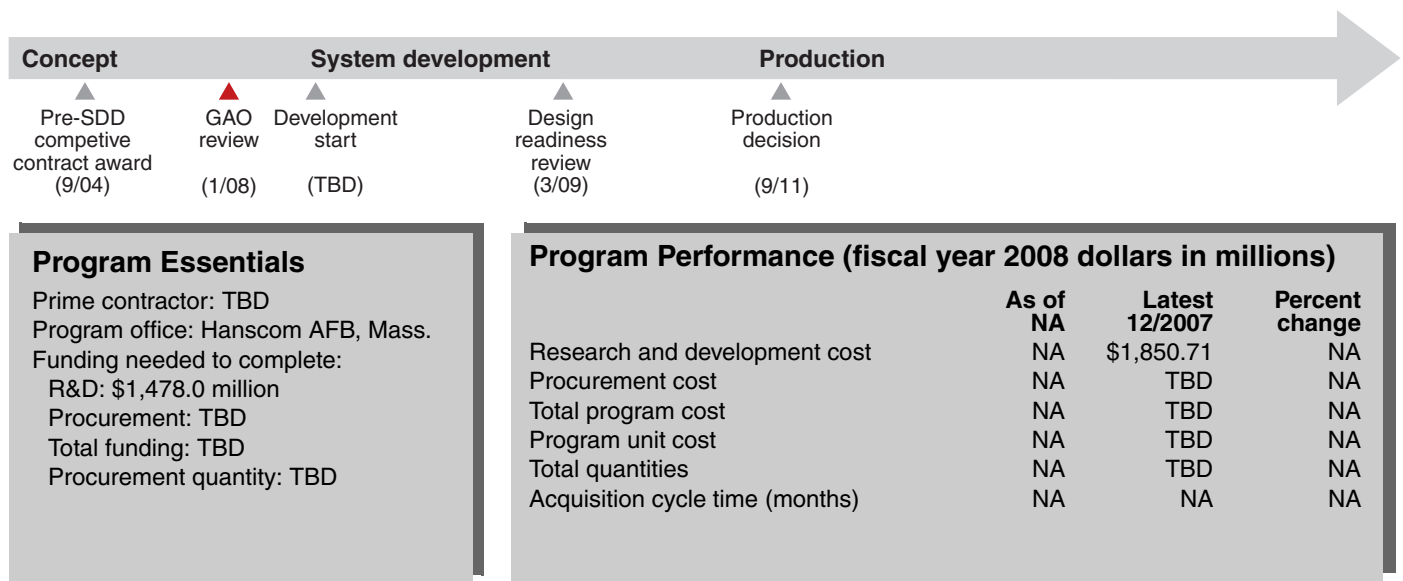 Concept System development Production
Pre-SDD competive contract award (9/04)
GAO review (1/08)
Development start (TBD)
Design readiness review (3/09)
Production decision (9/11)
Program Essentials
Prime contractor: TBD
Program office: Hanscom AFB, Mass.
Funding needed to complete:
R&D: $1,478.0 million
Procurement: TBD
Total funding: TBD
Procurement quantity: TBD
Program Performance (fiscal year 2008 dollars in millions)
As of NA Latest 12/2007 Percent change
Research and development cost NA $1,850.71 NA
Procurement cost NA TBD NA
Total program cost NA TBD NA
Program unit cost NA TBD NA
Total quantities NA TBD NA
Acquisition cycle time (months) NA NA NA